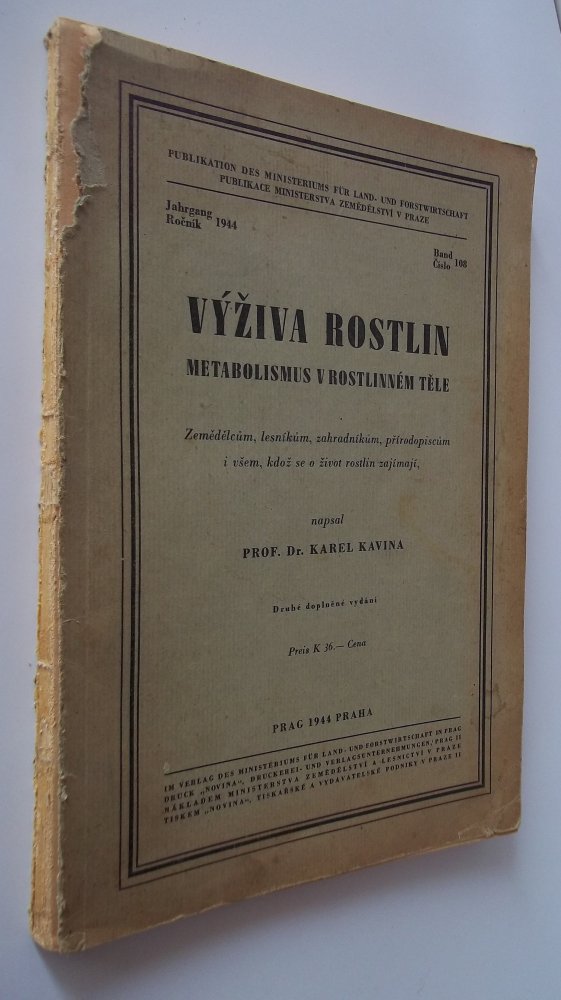 PUBLIKATION DES MINISTERIUMS FÜR LAND- UND FORSTWIRTSCHAFT
PUBLIKACE MINISTERSTVA ZEMĚDĚLSTVÍ V PRAZE
Jahrgang
Ročník 1944
Band
Číslo 108
VÝŽIVA ROSTLIN
METABOLISMUS V ROSTLINNÉM TĚLE
Zemědělcům, lesníkům, zahradníkům, přírodopiscům
i všem, kdož se o život rostlin zajímají,
napsal
PROF. Dr. KAREL KAVINA
Druhé doplněné vydání
Preis K 36.— Cena
PRAG 1944 PRAHA
IM VERLAG DES MINISTERIUMS FÜR LAND- UND FORSTWIRTSCHAFT IN PRAG
DRUCK „NOVINA", DRUCKEREI- UND VERLAGSUNTERNEHMUNGEN/PRAG II
NÁKLADEM MINISTERSTVA ZEMĚDĚLSTVÍ A LESNICTVÍ V PRAZE
TISKEM „NOVINA", TISKAŘSKÉ A VYDAVATELSKÉ PODNIKY V PRAZE II